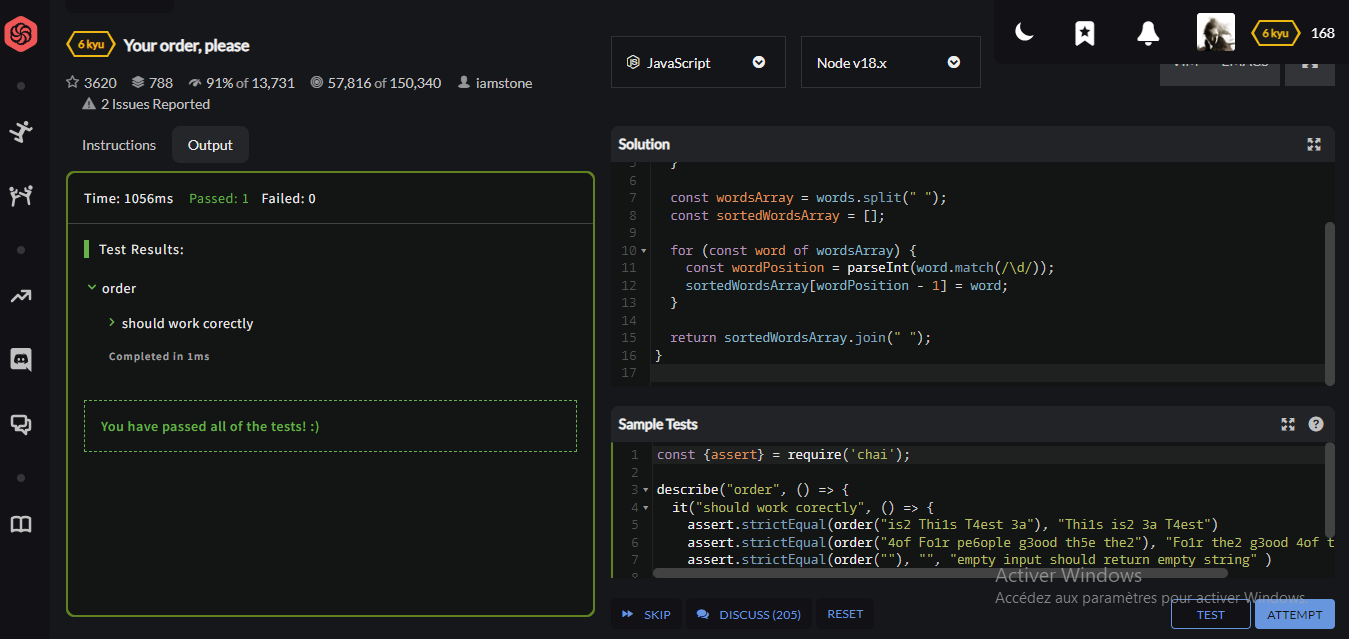 6 kyu Your order, please
3620 788 91% of 13,731 57,816 of 150,340 iamstone
2 Issues Reported
6 kyu 168
JavaScript
Node v18.x
VIM EMACS
Instructions Output
Time: 1056ms Passed: 1 Failed: 0
Test Results:
order
should work corectly
Completed in 1ms
You have passed all of the tests! :)
Solution
5 }
6
7 const wordsArray = words.split(" ");
8 const sortedWordsArray = [];
9
10 for (const word of wordsArray) {
11 const wordPosition = parseInt(word.match(/\d/));
12 sortedWordsArray[wordPosition - 1] = word;
13 }
14
15 return sortedWordsArray.join(" ");
16 }
17
Sample Tests
1 const {assert} = require('chai');
2
3 describe("order", () => {
4 it("should work corectly", () => {
5 assert.strictEqual(order("is2 Thi1s T4est 3a"), "Thi1s is2 3a T4est")
6 assert.strictEqual(order("4of Fo1r pe6ople g3ood th5e the2"), "Fo1r the2 g3ood 4of t
7 assert.strictEqual(order(""), "", "empty input should return empty string" )
8
Activer Windows
Accédez aux paramètres pour activer Windows.
SKIP DISCUSS (205) RESET TEST ATTEMPT